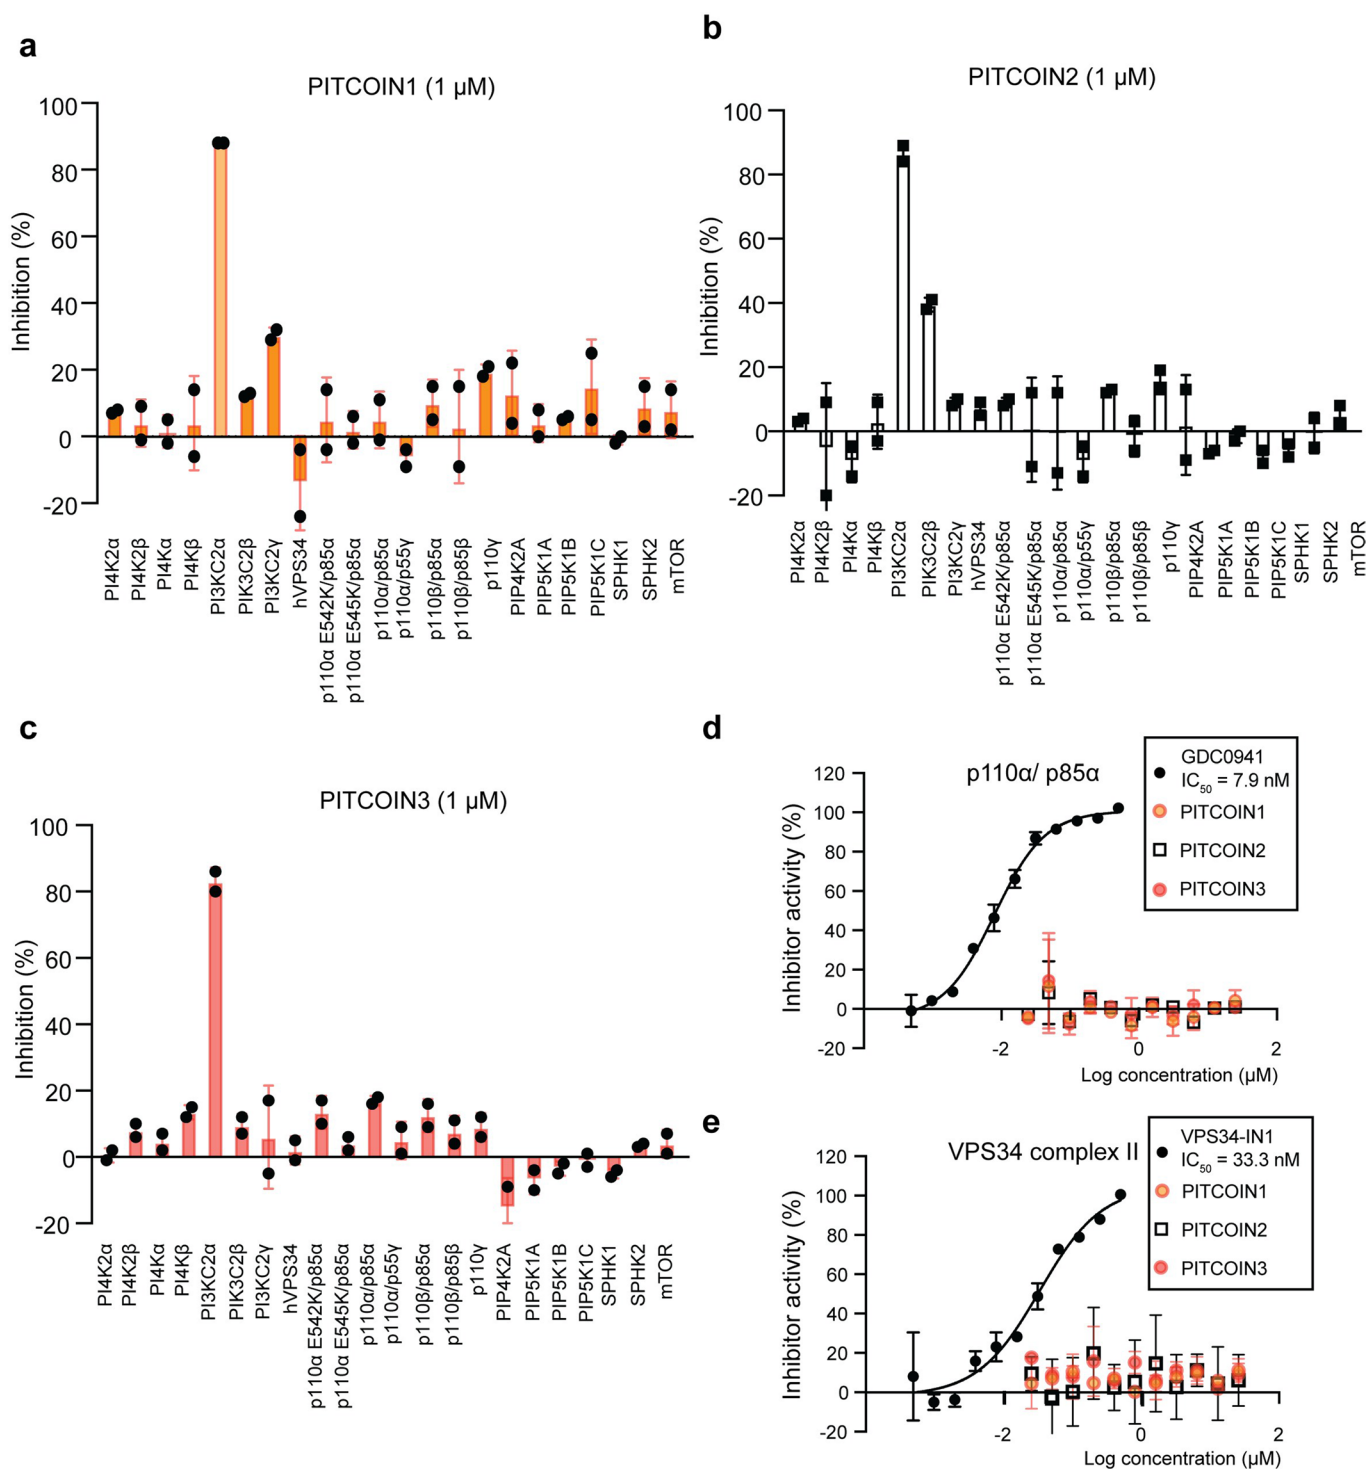 a
PITCOIN1 (1 µM)
Inhibition (%)
100
80
60
40
20
0
-20
PI4K2α
PI4K2β
PI4Kα
PI4Kβ
PI3KC2α
PIK3C2β
PI3KC2γ
hVPS34
p110α E542K/p85α
p110α E545K/p85α
p110α/p85α
p110α/p55γ
p110β/p85α
p110β/p85β
p110γ
PIP4K2A
PIP5K1A
PIP5K1B
PIP5K1C
SPHK1
SPHK2
mTOR
b
PITCOIN2 (1 µM)
Inhibition (%)
100
80
60
40
20
0
-20
PI4K2α
PI4K2β
PI4Kα
PI4Kβ
PI3KC2α
PIK3C2β
PI3KC2γ
hVPS34
p110α E542K/p85α
p110α E545K/p85α
p110α/p85α
p110α/p55γ
p110β/p85α
p110β/p85β
p110γ
PIP4K2A
PIP5K1A
PIP5K1B
PIP5K1C
SPHK1
SPHK2
mTOR
c
PITCOIN3 (1 µM)
Inhibition (%)
100
80
60
40
20
0
-20
PI4K2α
PI4K2β
PI4Kα
PI4Kβ
PI3KC2α
PIK3C2β
PI3KC2γ
hVPS34
p110α E542K/p85α
p110α E545K/p85α
p110α/p85α
p110α/p55γ
p110β/p85α
p110β/p85β
p110γ
PIP4K2A
PIP5K1A
PIP5K1B
PIP5K1C
SPHK1
SPHK2
mTOR
d
p110α/ p85α
Inhibitor activity (%)
120
100
80
60
40
20
0
-20
-2
0
2
Log concentration (µM)
GDC0941
IC50 = 7.9 nM
PITCOIN1
PITCOIN2
PITCOIN3
e
VPS34 complex II
Inhibitor activity (%)
120
100
80
60
40
20
0
-20
-2
0
2
Log concentration (µM)
VPS34-IN1
IC50 = 33.3 nM
PITCOIN1
PITCOIN2
PITCOIN3